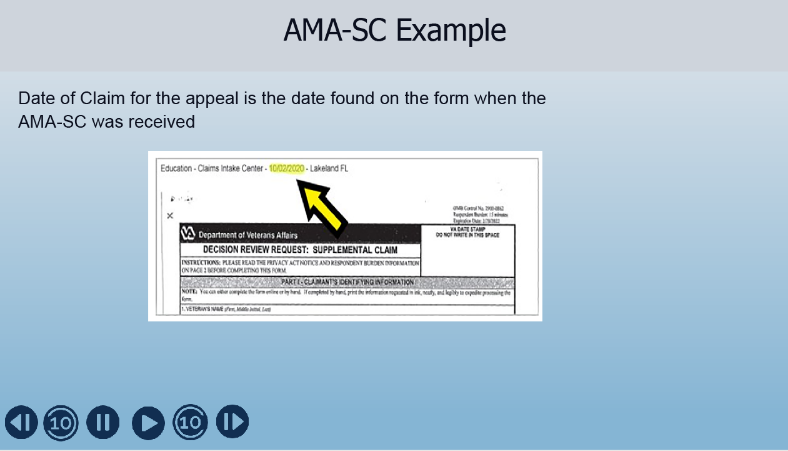 AMA-SC Example
Date of Claim for the appeal is the date found on the form when the
AMA-SC was received
Education - Claims Intake Center - 10/02/2020 - Lakeland FL
OMB Control No. 2900-0862
Respondent Burden: 15 minutes
Expiration Date:
VA DATE STAMP
DO NOT WRITE IN THIS SPACE
VA Department of Veterans Affairs
DECISION REVIEW REQUEST: SUPPLEMENTAL CLAIM
INSTRUCTIONS: PLEASE READ THE PRIVACY ACT NOTICE AND RESPONDENT BURDEN INFORMATION
ON PAGE 2 BEFORE COMPLETING THIS FORM
PART I - CLAIMANT'S IDENTIFYING INFORMATION
NOTE: You can either complete the form online or by hand. If completed by hand, print the information requested in ink, neatly, and legibly to expedite processing the
form.
1. VETERAN'S NAME (First, Middle Initial, Last)
10
10